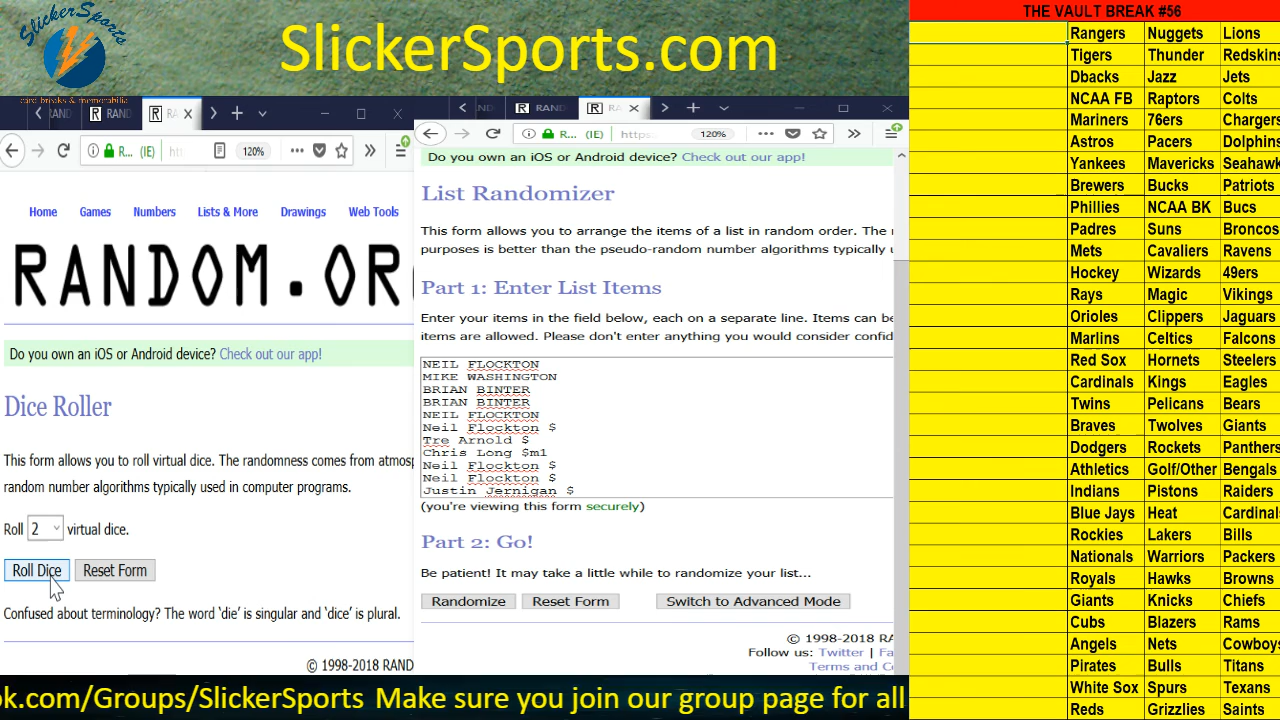 SlickerSports
card breaks & memorabilia
SlickerSports.com
THE VAULT BREAK #56
RAND
RA
R... (IE) htt
120%
Home Games Numbers Lists & More Drawings Web Tools
RANDOM.OR
Do you own an iOS or Android device? Check out our app!
Dice Roller
This form allows you to roll virtual dice. The randomness comes from atmosp
random number algorithms typically used in computer programs.
Roll 2 virtual dice.
Roll Dice Reset Form
Confused about terminology? The word ‘die’ is singular and ‘dice’ is plural.
© 1998-2018 RAND
RAND
RA
R... (IE) https:
120%
Do you own an iOS or Android device? Check out our app!
List Randomizer
This form allows you to arrange the items of a list in random order. The
purposes is better than the pseudo-random number algorithms typically
Part 1: Enter List Items
Enter your items in the field below, each on a separate line. Items can be
items are allowed. Please don't enter anything you would consider confid
NEIL FLOCKTON
MIKE WASHINGTON
BRIAN BINTER
BRIAN BINTER
NEIL FLOCKTON
Neil Flockton $
Tre Arnold $
Chris Long $m1
Neil Flockton $
Neil Flockton $
Justin Jernigan $
(you're viewing this form securely)
Part 2: Go!
Be patient! It may take a little while to randomize your list...
Randomize Reset Form Switch to Advanced Mode
© 1998-2018 RA
Follow us: Twitter | Fa
Terms and C
Rangers Nuggets Lions
Tigers Thunder Redskins
Dbacks Jazz Jets
NCAA FB Raptors Colts
Mariners 76ers Chargers
Astros Pacers Dolphins
Yankees Mavericks Seahawk
Brewers Bucks Patriots
Phillies NCAA BK Bucs
Padres Suns Broncos
Mets Cavaliers Ravens
Hockey Wizards 49ers
Rays Magic Vikings
Orioles Clippers Jaguars
Marlins Celtics Falcons
Red Sox Hornets Steelers
Cardinals Kings Eagles
Twins Pelicans Bears
Braves Twolves Giants
Dodgers Rockets Panthers
Athletics Golf/Other Bengals
Indians Pistons Raiders
Blue Jays Heat Cardinals
Rockies Lakers Bills
Nationals Warriors Packers
Royals Hawks Browns
Giants Knicks Chiefs
Cubs Blazers Rams
Angels Nets Cowboy
Pirates Bulls Titans
White Sox Spurs Texans
Reds Grizzlies Saints
ok.com/Groups/SlickerSports Make sure you join our group page for all